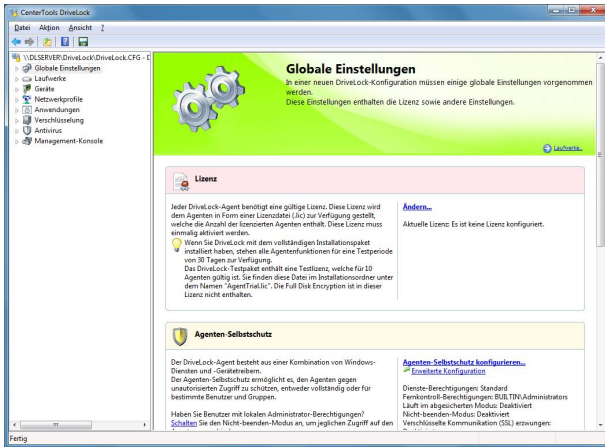 CenterTools DriveLock
Datei Aktion Ansicht ?
\\DLSERVER\DriveLock\DriveLock.CFG - D
Globale Einstellungen
Laufwerke
Geräte
Netzwerkprofile
Anwendungen
Verschlüsselung
Antivirus
Management-Konsole
Globale Einstellungen
In einer neuen DriveLock-Konfiguration müssen einige globale Einstellungen vorgenommen
werden.
Diese Einstellungen enthalten die Lizenz sowie andere Einstellungen.
Laufwerke...
Lizenz
Jeder DriveLock-Agent benötigt eine gültige Lizenz. Diese Lizenz wird
dem Agenten in Form einer Lizenzdatei (.lic) zur Verfügung gestellt,
welche die Anzahl der lizenzierten Agenten enthält. Diese Lizenz muss
einmalig aktiviert werden.
Wenn Sie DriveLock mit dem vollständigen Installationspaket
installiert haben, stehen alle Agentenfunktionen für eine Testperiode
von 30 Tagen zur Verfügung.
Das DriveLock-Testpaket enthält eine Testlizenz, welche für 10
Agenten gültig ist. Sie finden diese Datei im Installationsordner unter
dem Namen "AgentTrial.lic". Die Full Disk Encryption ist in dieser
Lizenz nicht enthalten.
Ändern...
Aktuelle Lizenz: Es ist keine Lizenz konfiguriert.
Agenten-Selbstschutz
Der DriveLock-Agent besteht aus einer Kombination von Windows-
Diensten und -Gerätetreibern.
Der Agenten-Selbstschutz ermöglicht es, den Agenten gegen
unautorisierten Zugriff zu schützen, entweder vollständig oder für
bestimmte Benutzer und Gruppen.
Haben Sie Benutzer mit lokalen Administrator-Berechtigungen?
Schalten Sie den Nicht-beenden-Modus an, um jeglichen Zugriff auf den
Agenten-Selbstschutz konfigurieren...
Erweiterte Konfiguration
Dienste-Berechtigungen: Standard
Fernkontroll-Berechtigungen: BUILTIN\Administrators
Läuft im abgesicherten Modus: Deaktiviert
Nicht-beenden-Modus: Deaktiviert
Verschlüsselte Kommunikation (SSL) erzwungen:
Fertig